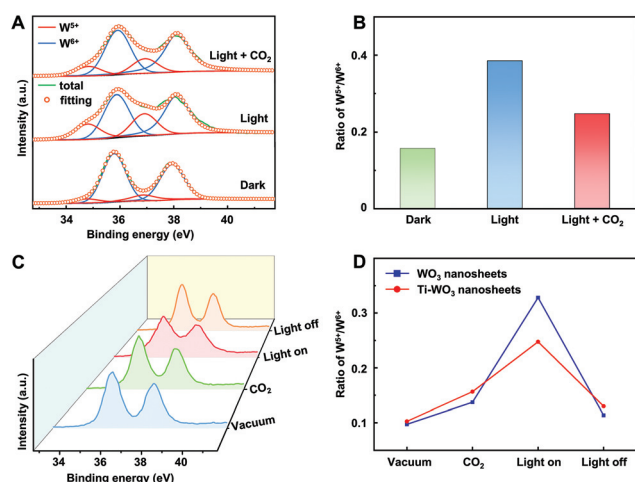 A
W⁵⁺
W⁶⁺
Light + CO₂
total
fitting
Light
Dark
Intensity (a.u.)
34 36 38 40
Binding energy (eV)
B
Ratio of W⁵⁺/W⁶⁺
0.4
0.2
0
Dark Light Light + CO₂
C
Intensity (a.u.)
Light off
Light on
CO₂
Vacuum
34 36 38 40
Binding energy (eV)
D
WO₃ nanosheets
Ti-WO₃ nanosheets
Ratio of W⁵⁺/W⁶⁺
0.3
0.2
0.1
Vacuum CO₂ Light on Light off